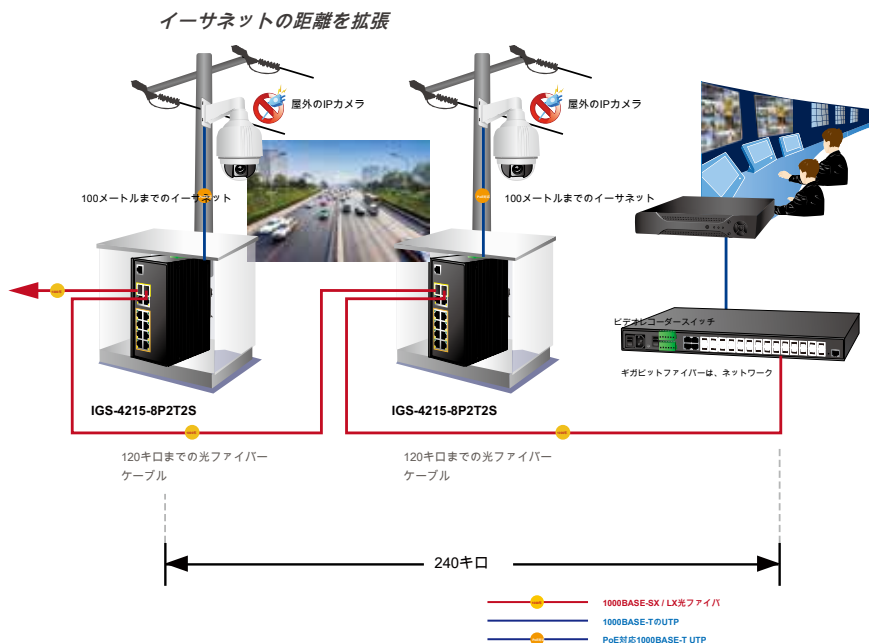 イーサネットの距離を拡張
屋外のIPカメラ
屋外のIPカメラ
100メートルまでのイーサネット
100メートルまでのイーサネット
ビデオレコーダースイッチ
ギガビットファイバーは、ネットワーク
IGS-4215-8P2T2S
IGS-4215-8P2T2S
120キロまでの光ファイバー
ケーブル
120キロまでの光ファイバー
ケーブル
240キロ
1000BASE-SX / LX光ファイバ
1000BASE-TのUTP
PoE対応1000BASE-T UTP